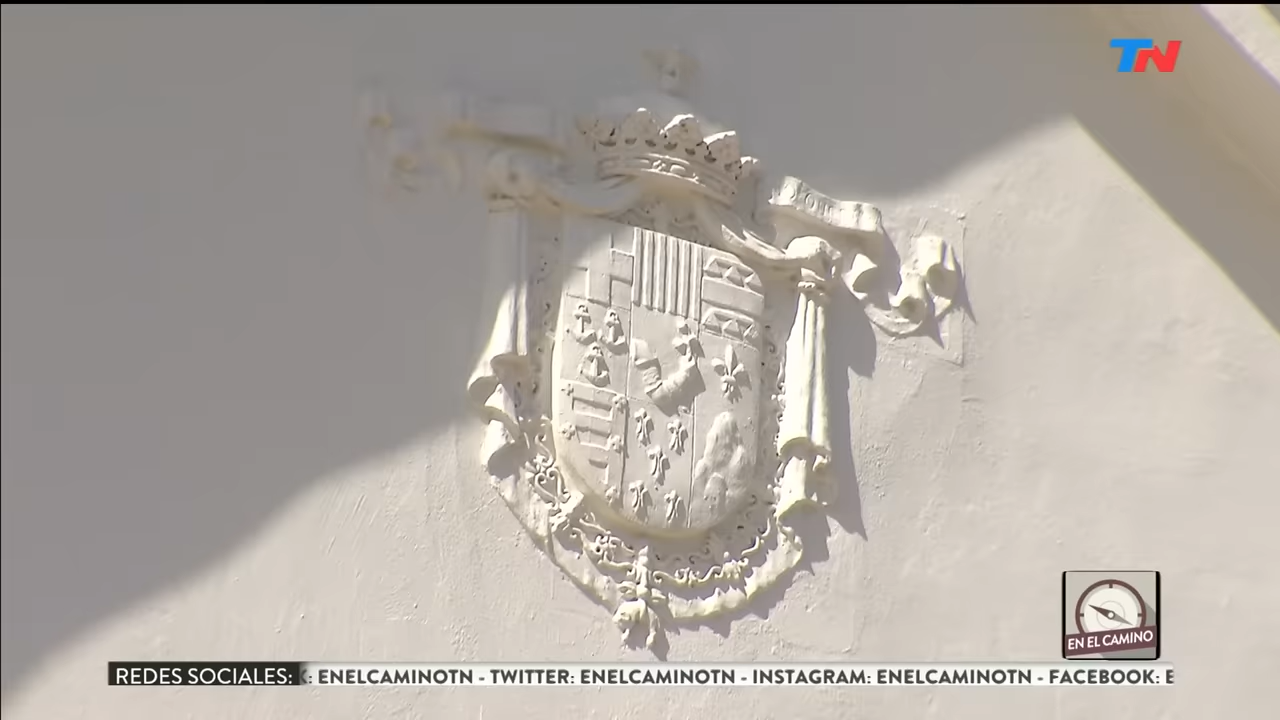 TN
EN EL CAMINO
REDES SOCIALES: : ENELCAMINOTN - TWITTER: ENELCAMINOTN - INSTAGRAM: ENELCAMINOTN - FACEBOOK: E